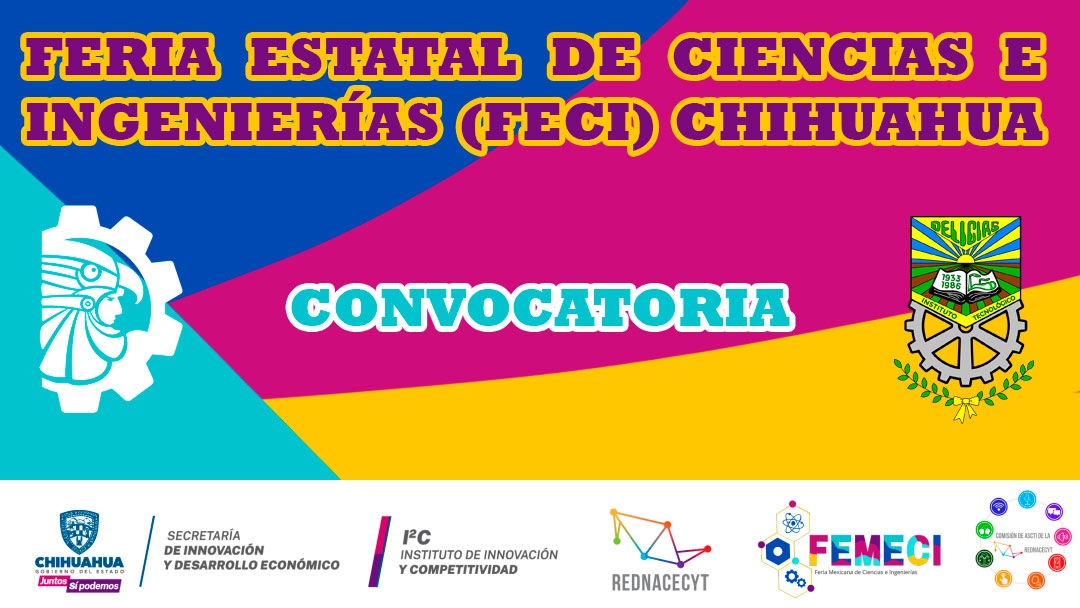 FERIA ESTATAL DE CIENCIAS E
INGENIERÍAS (FECI) CHIHUAHUA
DELICIAS
1933
1986
INSTITUTO TECNOLÓGICO
CONVOCATORIA
CHIHUAHUA
GOBIERNO DEL ESTADO
Juntos Sí podemos
SECRETARÍA
DE INNOVACIÓN
Y DESARROLLO ECONÓMICO
I²C
INSTITUTO DE INNOVACIÓN
Y COMPETITIVIDAD
REDNACECYT
FEMECI
Feria Mexicana de Ciencias e Ingenierías
COMISIÓN DE ASCTI DE LA
REDNACECYT